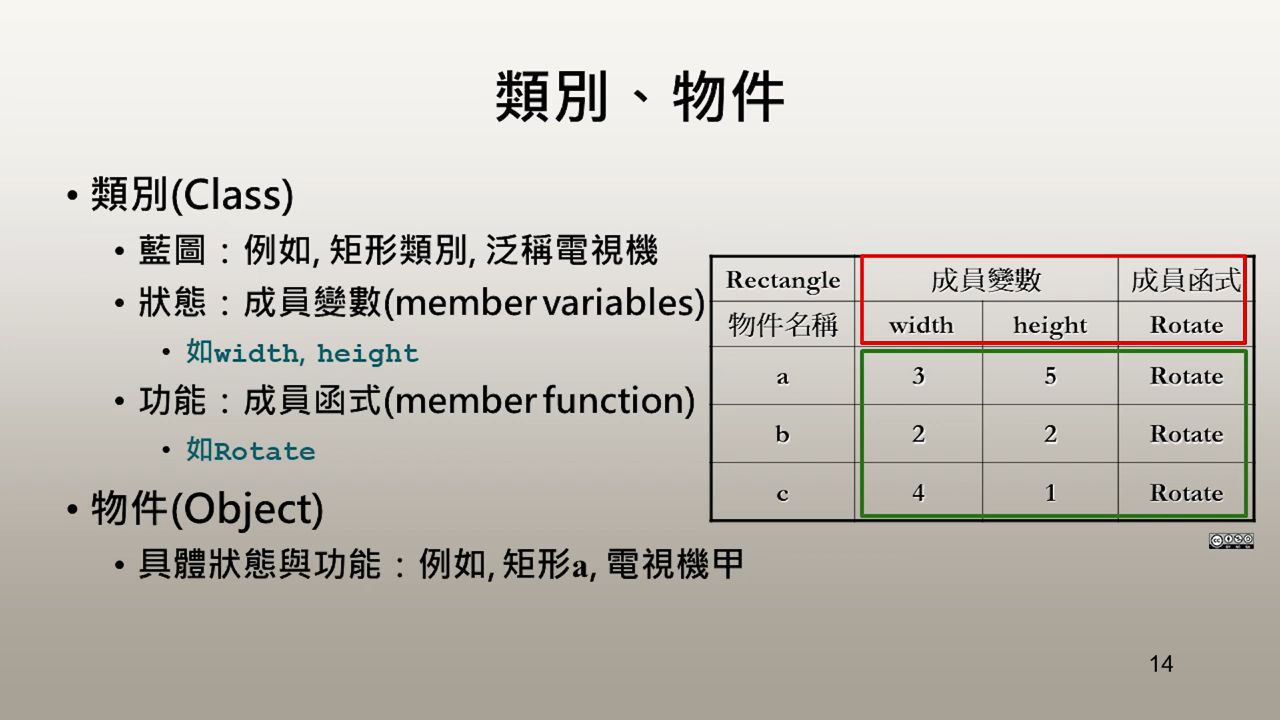 類別、物件
• 類別(Class)
• 藍圖：例如, 矩形類別, 泛稱電視機
• 狀態：成員變數(member variables)
• 如width, height
• 功能：成員函式(member function)
• 如Rotate
• 物件(Object)
• 具體狀態與功能：例如, 矩形a, 電視機甲
Rectangle 成員變數 成員函式
物件名稱 width height Rotate
a 3 5 Rotate
b 2 2 Rotate
c 4 1 Rotate
14